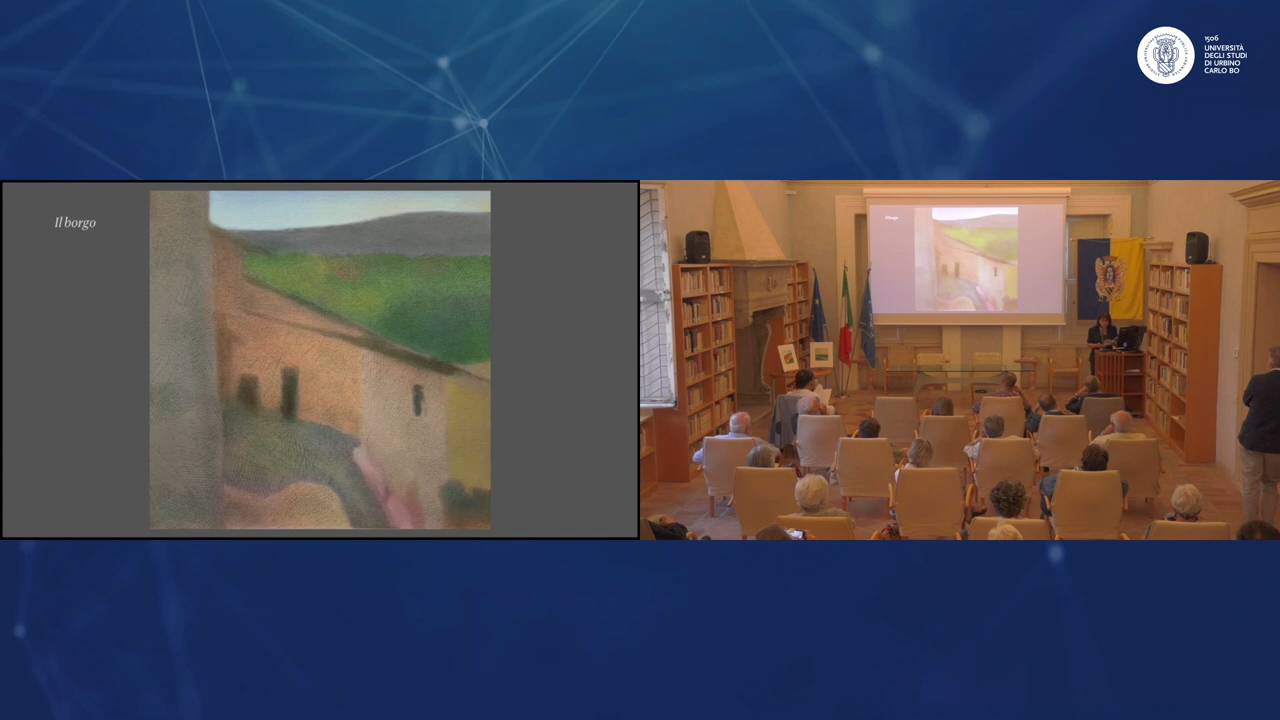 1506
UNIVERSITÀ
DEGLI STUDI
DI URBINO
CARLO BO
Il borgo